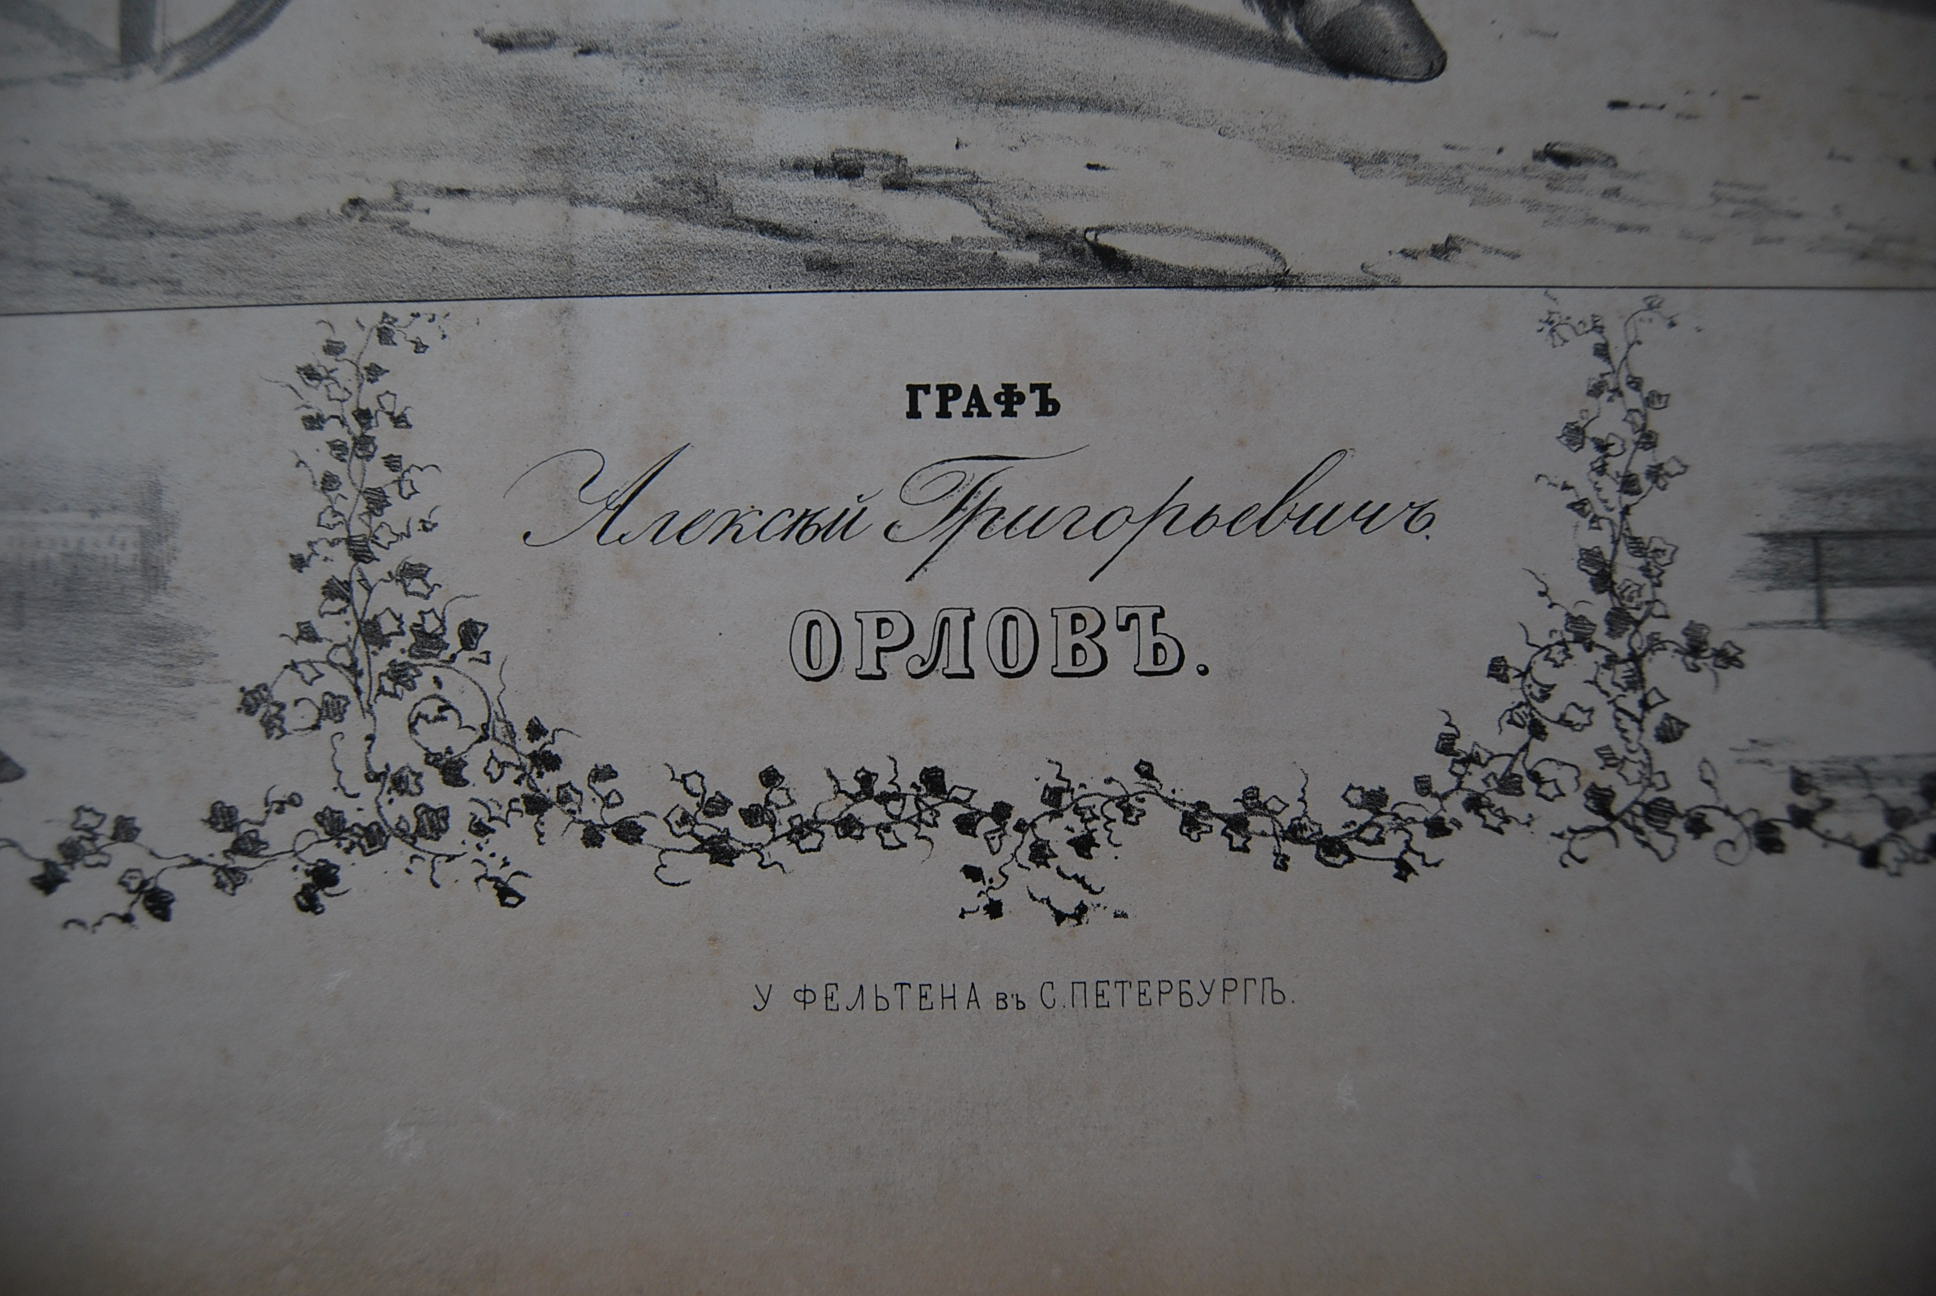 ГРАФЪ
Алексѣй Григорьевичъ.
ОРЛОВЪ.
У ФЕЛЬТЕНА въ С.ПЕТЕРБУРГѢ.